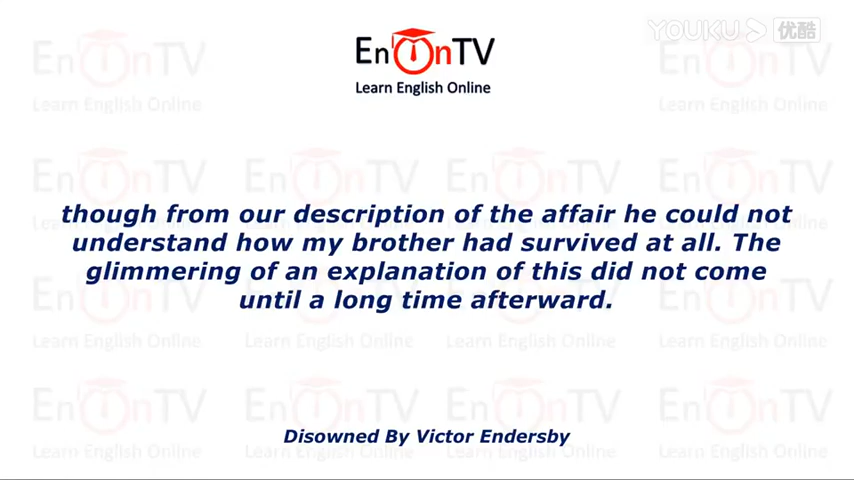 EnOnTV
YOUKU 优酷
Learn English Online
though from our description of the affair he could not
understand how my brother had survived at all. The
glimmering of an explanation of this did not come
until a long time afterward.
Disowned By Victor Endersby